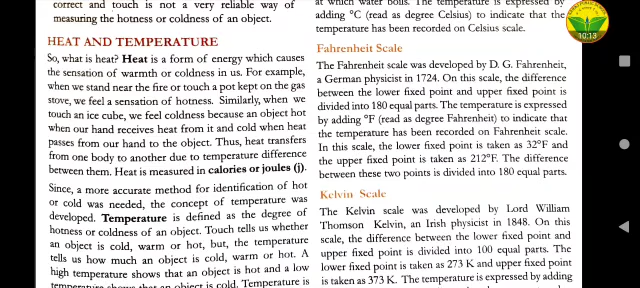 correct and touch is not a very reliable way of
measuring the hotness or coldness of an object.
HEAT AND TEMPERATURE
So, what is heat? Heat is a form of energy which causes
the sensation of warmth or coldness in us. For example,
when we stand near the fire or touch a pot kept on the gas
stove, we feel a sensation of hotness. Similarly, when we
touch an ice cube, we feel coldness because an object hot
when our hand receives heat from it and cold when heat
passes from our hand to the object. Thus, heat transfers
from one body to another due to temperature difference
between them. Heat is measured in calories or joules (j).
Since, a more accurate method for identification of hot
or cold was needed, the concept of temperature was
developed. Temperature is defined as the degree of
hotness or coldness of an object. Touch tells us whether
an object is cold, warm or hot, but, the temperature
tells us how much an object is cold, warm or hot. A
high temperature shows that an object is hot and a low
temperature shows that an object is cold. Temperature is
at which water boils. The temperature is expressed by
adding °C (read as degree Celsius) to indicate that the
temperature has been recorded on Celsius scale.
Fahrenheit Scale
The Fahrenheit scale was developed by D. G. Fahrenheit,
a German physicist in 1724. On this scale, the difference
between the lower fixed point and upper fixed point is
divided into 180 equal parts. The temperature is expressed
by adding °F (read as degree Fahrenheit) to indicate that
the temperature has been recorded on Fahrenheit scale.
In this scale, the lower fixed point is taken as 32°F and
the upper fixed point is taken as 212°F. The difference
between these two points is divided into 180 equal parts.
Kelvin Scale
The Kelvin scale was developed by Lord William
Thomson Kelvin, an Irish physicist in 1848. On this
scale, the difference between the lower fixed point and
upper fixed point is divided into 100 equal parts. The
lower fixed point is taken as 273 K and upper fixed point
is taken as 373 K. The temperature is expressed by adding
10:13